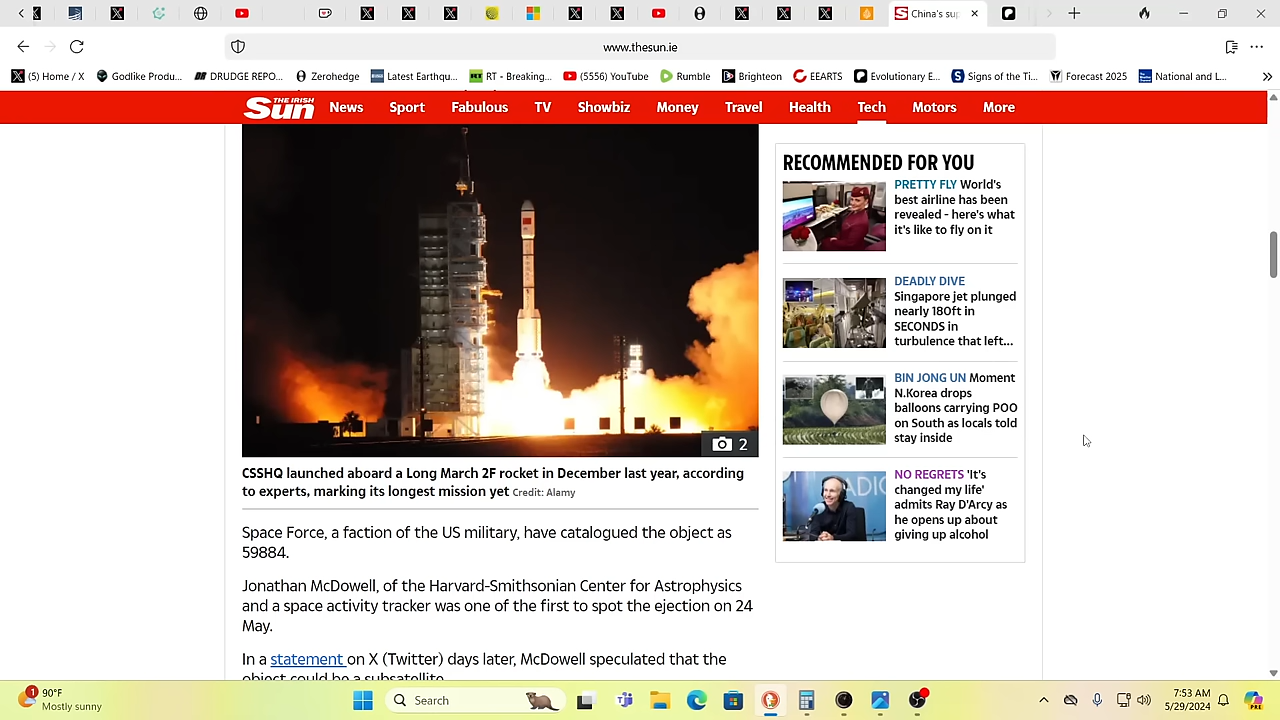 China's sup
www.thesun.ie
(5) Home / X
Godlike Produ...
DRUDGE REPO...
Zerohedge
Latest Earthqu...
RT - Breaking...
(5556) YouTube
Rumble
Brighteon
EEARTS
Evolutionary E...
Signs of the Ti...
Forecast 2025
National and L...
THE IRISH
Sun
News
Sport
Fabulous
TV
Showbiz
Money
Travel
Health
Tech
Motors
More
2
CSSHQ launched aboard a Long March 2F rocket in December last year, according
to experts, marking its longest mission yet Credit: Alamy
Space Force, a faction of the US military, have catalogued the object as
59884.
Jonathan McDowell, of the Harvard-Smithsonian Center for Astrophysics
and a space activity tracker was one of the first to spot the ejection on 24
May.
In a statement on X (Twitter) days later, McDowell speculated that the
object could be a subsatellite
RECOMMENDED FOR YOU
PRETTY FLY World's
best airline has been
revealed - here's what
it's like to fly on it
DEADLY DIVE
Singapore jet plunged
nearly 180ft in
SECONDS in
turbulence that left...
BIN JONG UN Moment
N.Korea drops
balloons carrying POO
on South as locals told
stay inside
NO REGRETS 'It's
changed my life'
admits Ray D'Arcy as
he opens up about
giving up alcohol
1
90°F
Mostly sunny
Search
7:53 AM
5/29/2024
PRE